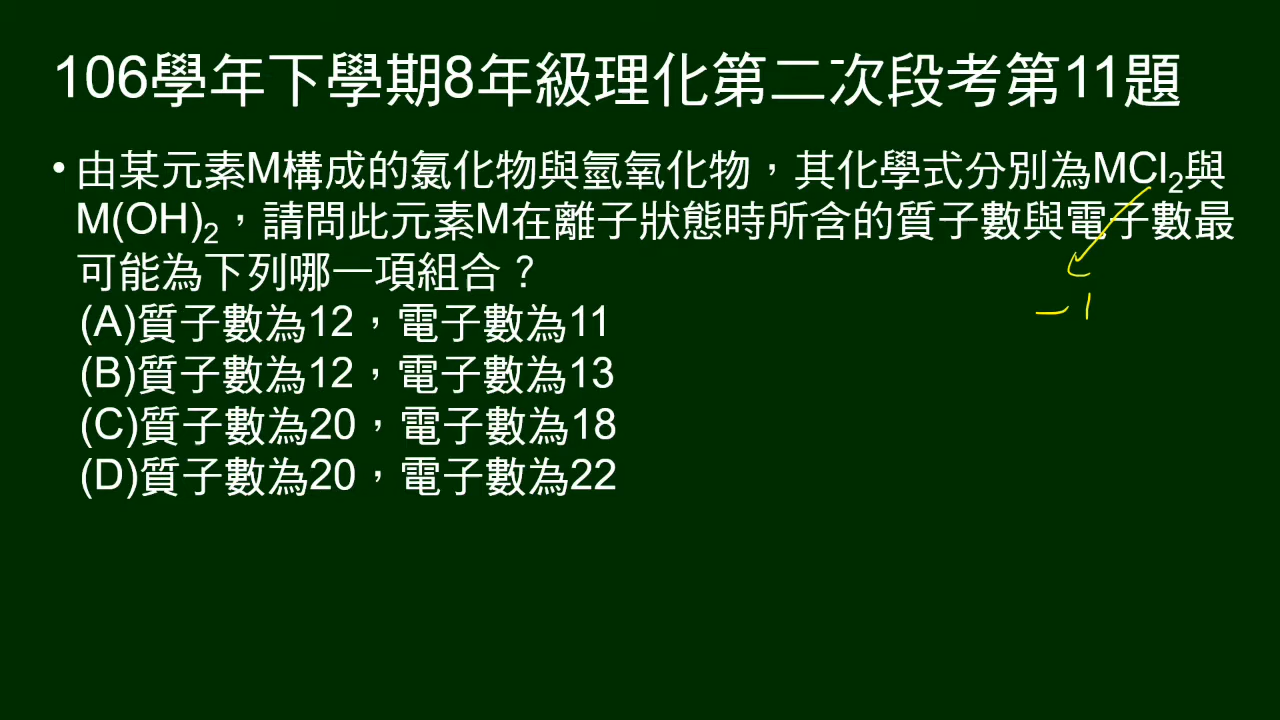 106學年下學期8年級理化第二次段考第11題
• 由某元素M構成的氯化物與氫氧化物，其化學式分別為MCl₂與
M(OH)₂，請問此元素M在離子狀態時所含的質子數與電子數最
可能為下列哪一項組合？
(A)質子數為12，電子數為11
(B)質子數為12，電子數為13
(C)質子數為20，電子數為18
(D)質子數為20，電子數為22
-1